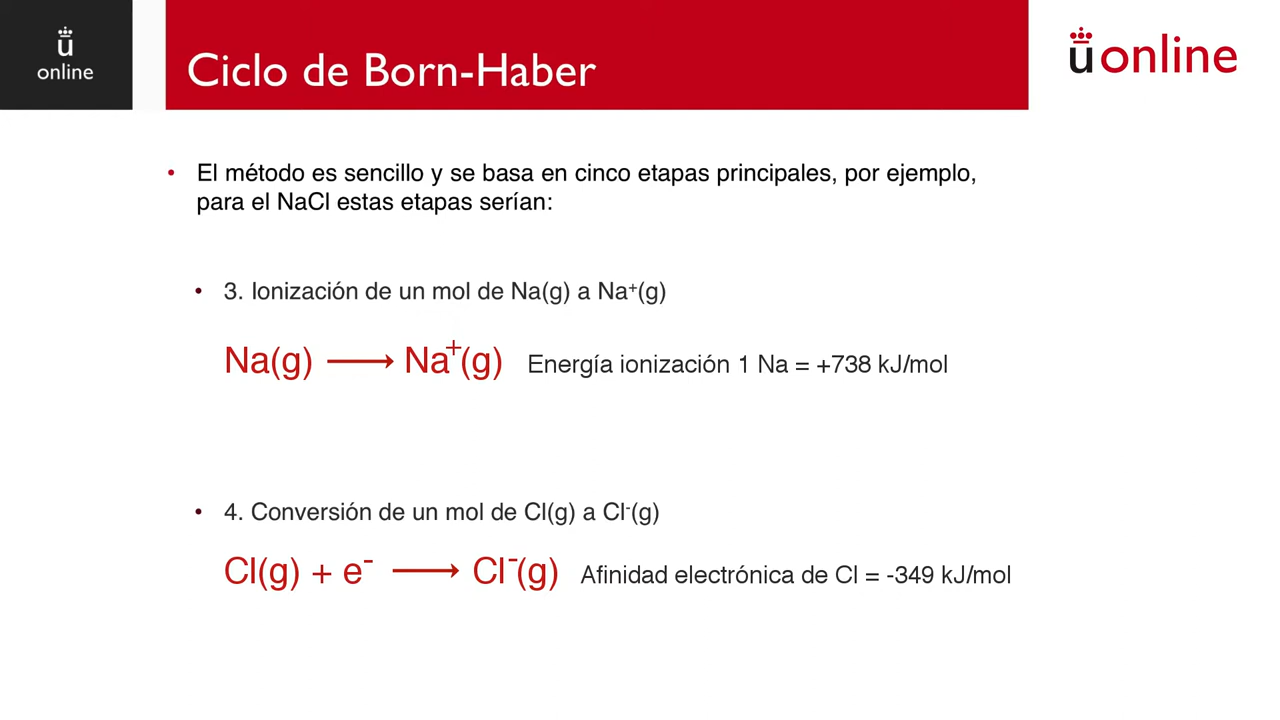 ü
online
Ciclo de Born-Haber
üonline
• El método es sencillo y se basa en cinco etapas principales, por ejemplo,
para el NaCl estas etapas serían:
• 3. Ionización de un mol de Na(g) a Na⁺(g)
Na(g) ⟶ Na⁺(g) Energía ionización 1 Na = +738 kJ/mol
• 4. Conversión de un mol de Cl(g) a Cl⁻(g)
Cl(g) + e⁻ ⟶ Cl⁻(g) Afinidad electrónica de Cl = -349 kJ/mol